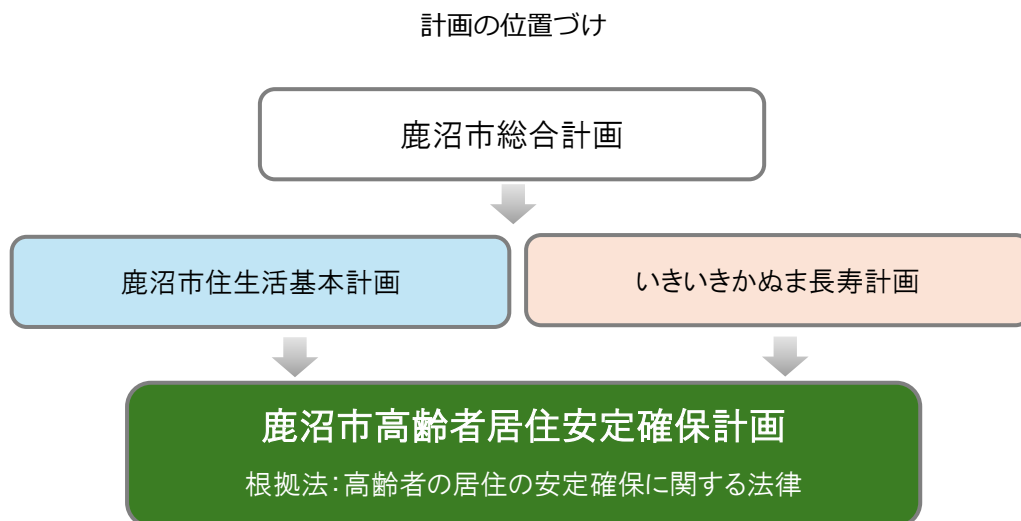 計画の位置づけ
鹿沼市総合計画
鹿沼市住生活基本計画
いきいきかぬま長寿計画
鹿沼市高齢者居住安定確保計画
根拠法：高齢者の居住の安定確保に関する法律